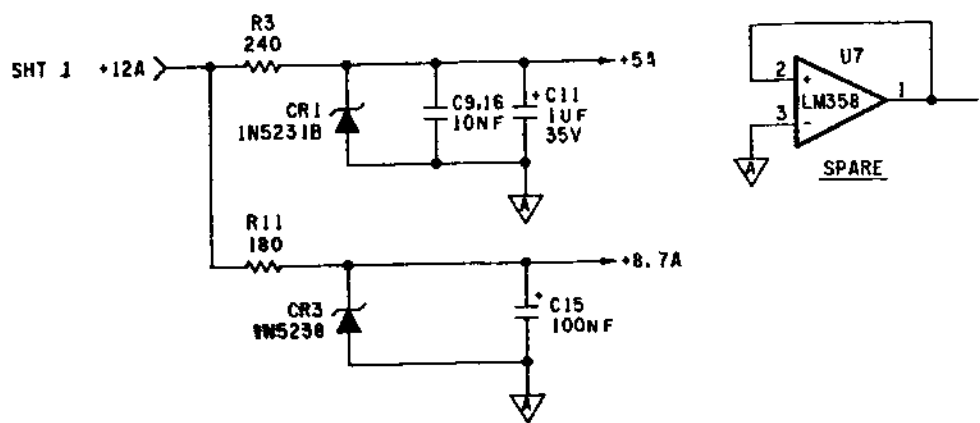 R3
240
SHT 1 +12A
+5A
CR1
1N5231B
C9,16
10NF
+ C11
1UF
35V
A
R11
180
+8.7A
CR3
1N5238
+ C15
100NF
A
U7
2 +
LM358
1
3 -
A
SPARE